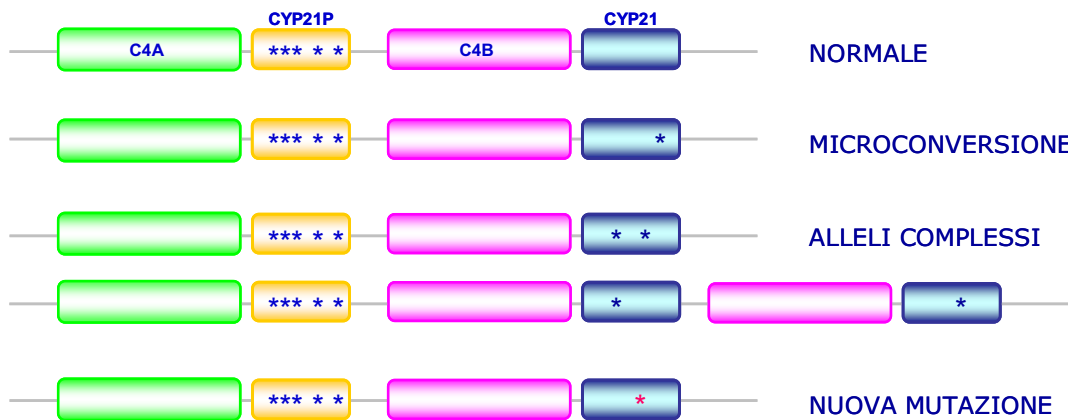 CYP21P CYP21
C4A *** * * C4B NORMALE
*** * * * MICROCONVERSIONE
*** * * * * ALLELI COMPLESSI
*** * * * *
*** * * * NUOVA MUTAZIONE